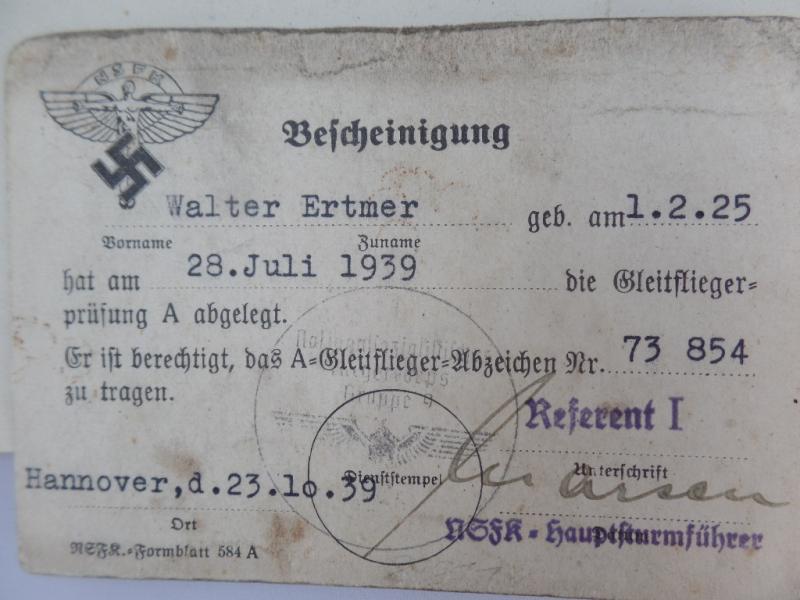 NSFK
Bescheinigung
Walter Ertmer geb. am 1.2.25
Vorname Zuname
hat am 28.Juli 1939 die Gleitflieger=
prüfung A abgelegt.
Er ist berechtigt, das A=Gleitflieger=Abzeichen Nr. 73 854
zu tragen.
Gruppe 9
Referent I
Hannover,d.23.10.39 Dienststempel Unterschrift
Ort
NSFK - Hauptsturmführer
NSFK.-Formblatt 584 A